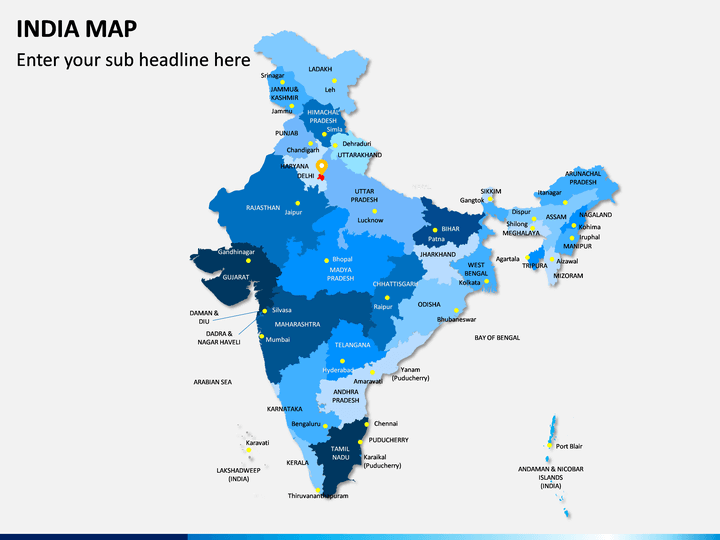 INDIA MAP
Enter your sub headline here
LADAKH
Srinagar
Leh
JAMMU&
KASHMIR
Jammu
HIMACHAL
PRADESH
Simla
PUNJAB
Chandigarh
Dehraduri
UTTARAKHAND
HARYANA
DELHI
ARUNACHAL
PRADESH
SIKKIM
Gangtok
Itanagar
UTTAR
PRADESH
RAJASTHAN
Jaipur
Lucknow
Dispur
ASSAM
NAGALAND
Shilong
Kohima
MEGHALAYA
BIHAR
Patna
Iruphal
MANIPUR
Gandhinagar
Bhopal
JHARKHAND
Agartala
Alzawal
TRIPURA
MADYA
PRADESH
WEST
BENGAL
Kolkata
MIZORAM
GUJARAT
CHHATTISGARH
Raipur
ODISHA
DAMAN &
DIU
Silvasa
Bhubaneswar
MAHARASHTRA
DADRA &
NAGAR HAVELI
Mumbai
TELANGANA
BAY OF BENGAL
Hyderabad
Yanam
(Puducherry)
Amaravati
ARABIAN SEA
ANDHRA
PRADESH
KARNATAKA
Bengaluru
Chennai
PUDUCHERRY
Karavati
TAMIL
NADU
Port Blair
KERALA
Karaikal
(Puducherry)
LAKSHADWEEP
(INDIA)
ANDAMAN & NICOBAR
ISLANDS
(INDIA)
Thiruvananthapuram